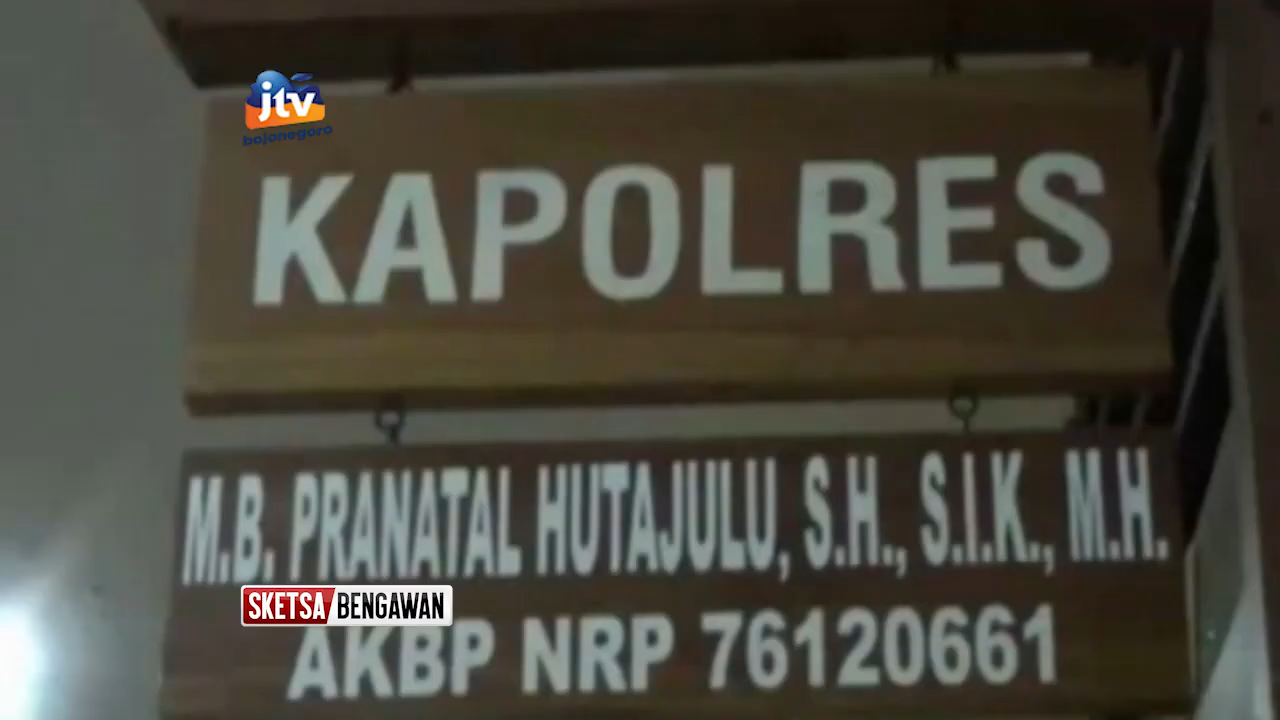 jtv
bojonegoro
KAPOLRES
M.B. PRANATAL HUTAJULU, S.H., S.I.K., M.H.
SKETSA BENGAWAN
AKBP NRP 76120661